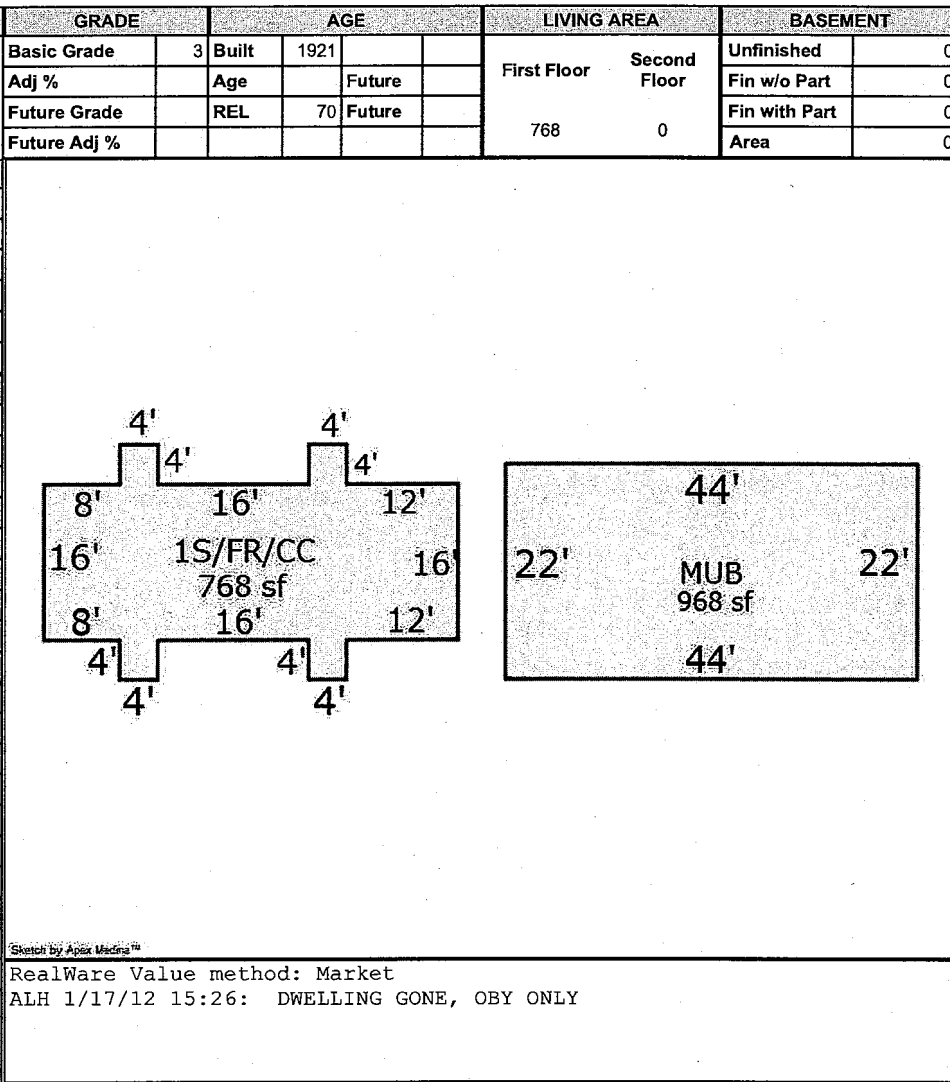 GRADE AGE LIVING AREA BASEMENT
Basic Grade 3 Built 1921 First Floor Second Floor Unfinished 0
Adj % Age Future Fin w/o Part 0
Future Grade REL 70 Future 768 0 Fin with Part 0
Future Adj % Area 0
4' 4'
4' 4'
8' 16' 12'
16' 1S/FR/CC 16'
768 sf
8' 16' 12'
4' 4'
4' 4'
44'
22' MUB 22'
968 sf
44'
Sketch by Apex Medina™
RealWare Value method: Market
ALH 1/17/12 15:26: DWELLING GONE, OBY ONLY